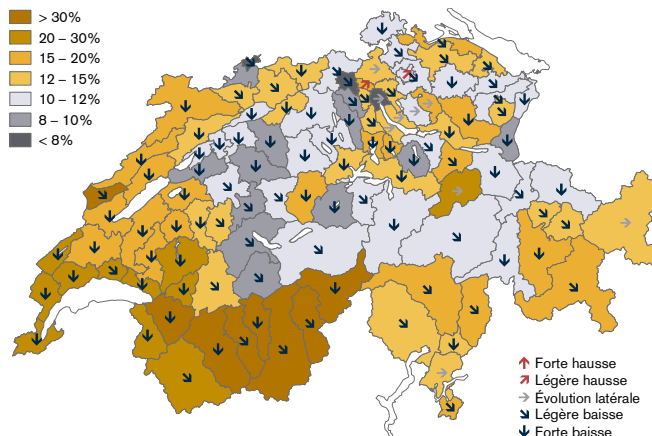 > 30%
20 – 30%
15 – 20%
12 – 15%
10 – 12%
8 – 10%
< 8%
Forte hausse
Légère hausse
Évolution latérale
Légère baisse
Forte baisse